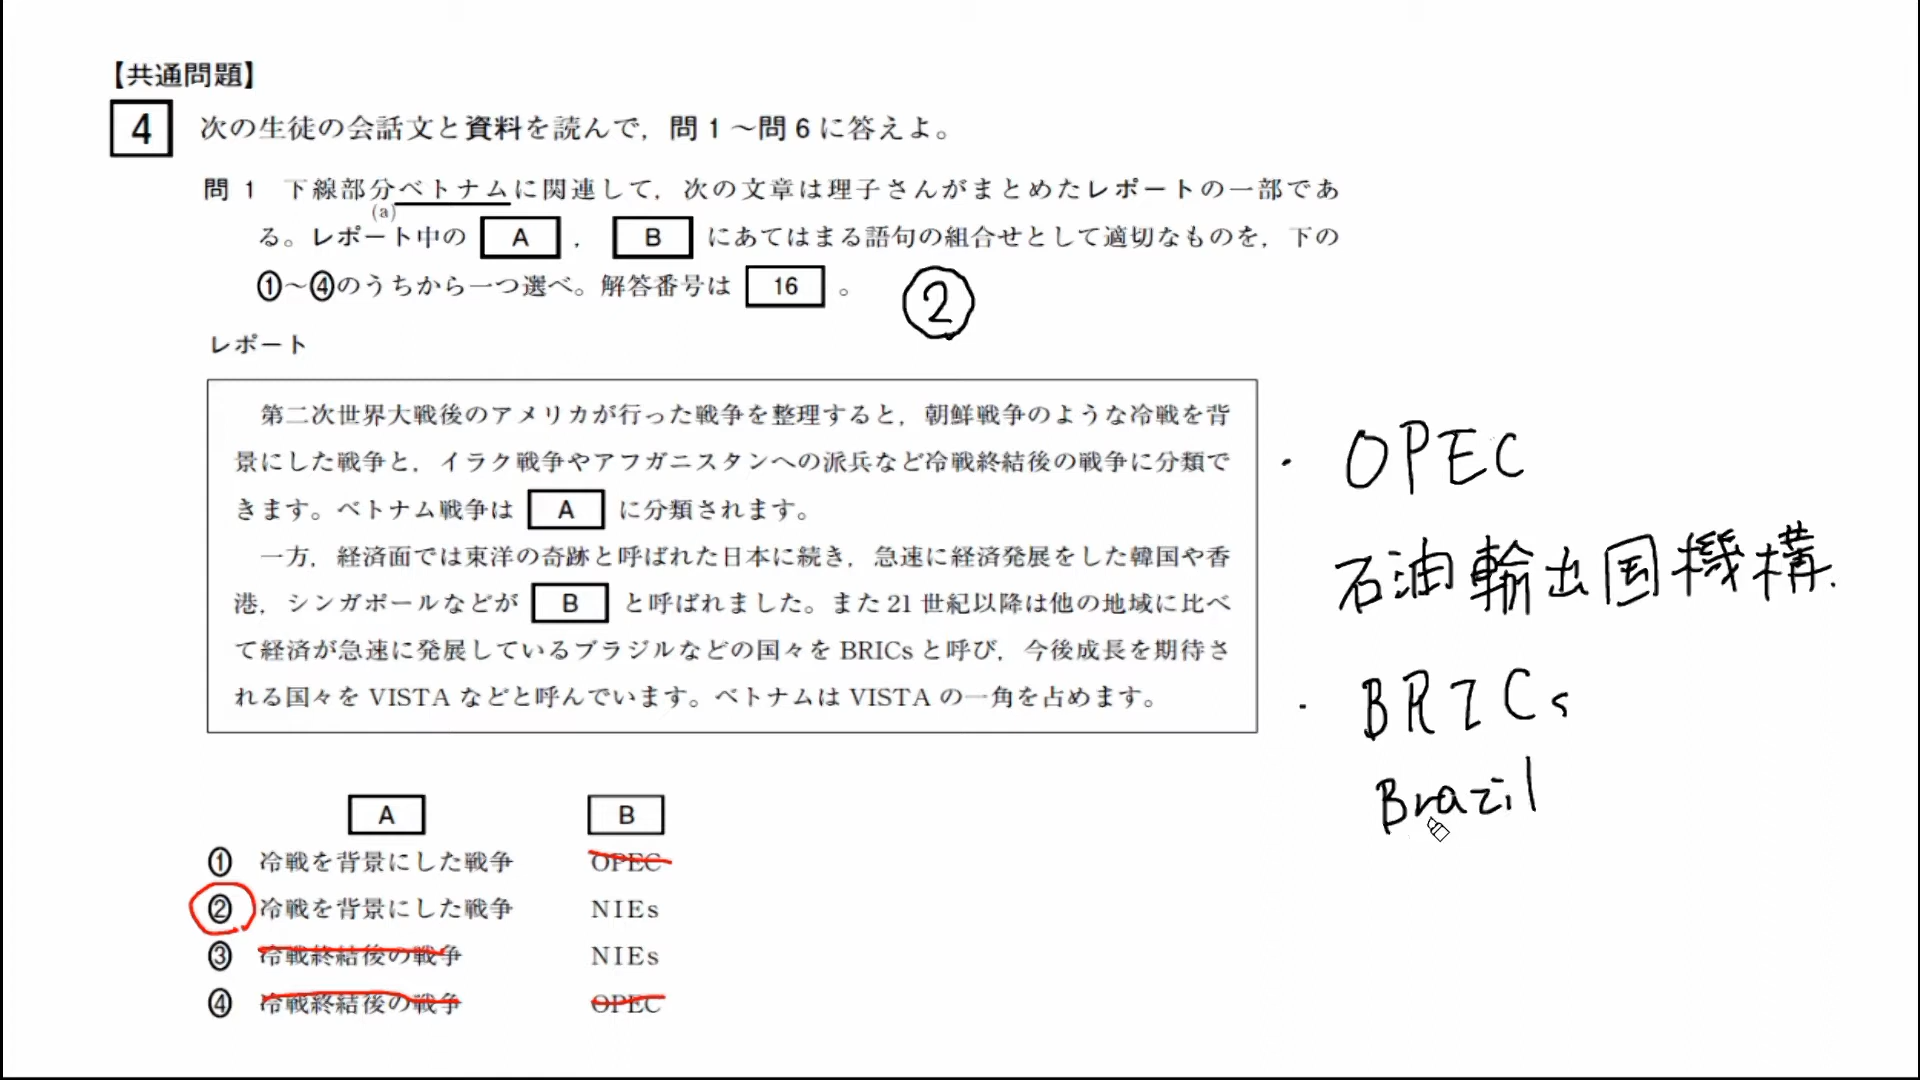 【共通問題】
4 次の生徒の会話文と資料を読んで，問1～問6に答えよ。
問1 下線部分ベトナムに関連して，次の文章は理子さんがまとめたレポートの一部であ
(a)
る。レポート中の A ， B にあてはまる語句の組合せとして適切なものを，下の
①～④のうちから一つ選べ。解答番号は 16 。 ②
レポート
第二次世界大戦後のアメリカが行った戦争を整理すると，朝鮮戦争のような冷戦を背
景にした戦争と，イラク戦争やアフガニスタンへの派兵など冷戦終結後の戦争に分類で
きます。ベトナム戦争は A に分類されます。
一方，経済面では東洋の奇跡と呼ばれた日本に続き，急速に経済発展をした韓国や香
港，シンガポールなどが B と呼ばれました。また21世紀以降は他の地域に比べ
て経済が急速に発展しているブラジルなどの国々をBRICsと呼び，今後成長を期待さ
れる国々をVISTAなどと呼んでいます。ベトナムはVISTAの一角を占めます。
・OPEC
石油輸出国機構.
・BRICs
Brazil
A B
① 冷戦を背景にした戦争 OPEC
② 冷戦を背景にした戦争 NIEs
③ 冷戦終結後の戦争 NIEs
④ 冷戦終結後の戦争 OPEC